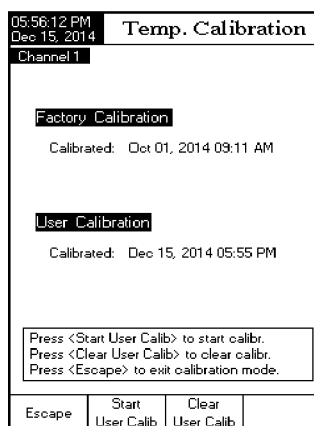 05:56:12 PM
Dec 15, 2014
Temp. Calibration
Channel 1
Factory Calibration
Calibrated: Oct 01, 2014 09:11 AM
User Calibration
Calibrated: Dec 15, 2014 05:55 PM
Press <Start User Calib> to start calibr.
Press <Clear User Calib> to clear calibr.
Press <Escape> to exit calibration mode.
Escape
Start
User Calib
Clear
User Calib